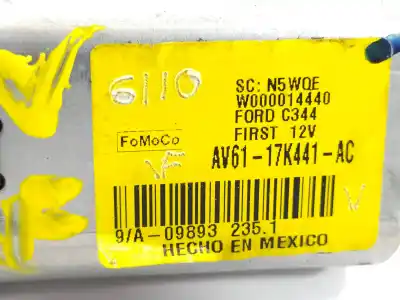 6110
SC: N5WQE
W000014440
FORD C344
FIRST 12V
FoMoCo
VF
AV61-17K441-AC
V
9/A-09893 235.1
HECHO EN MEXICO